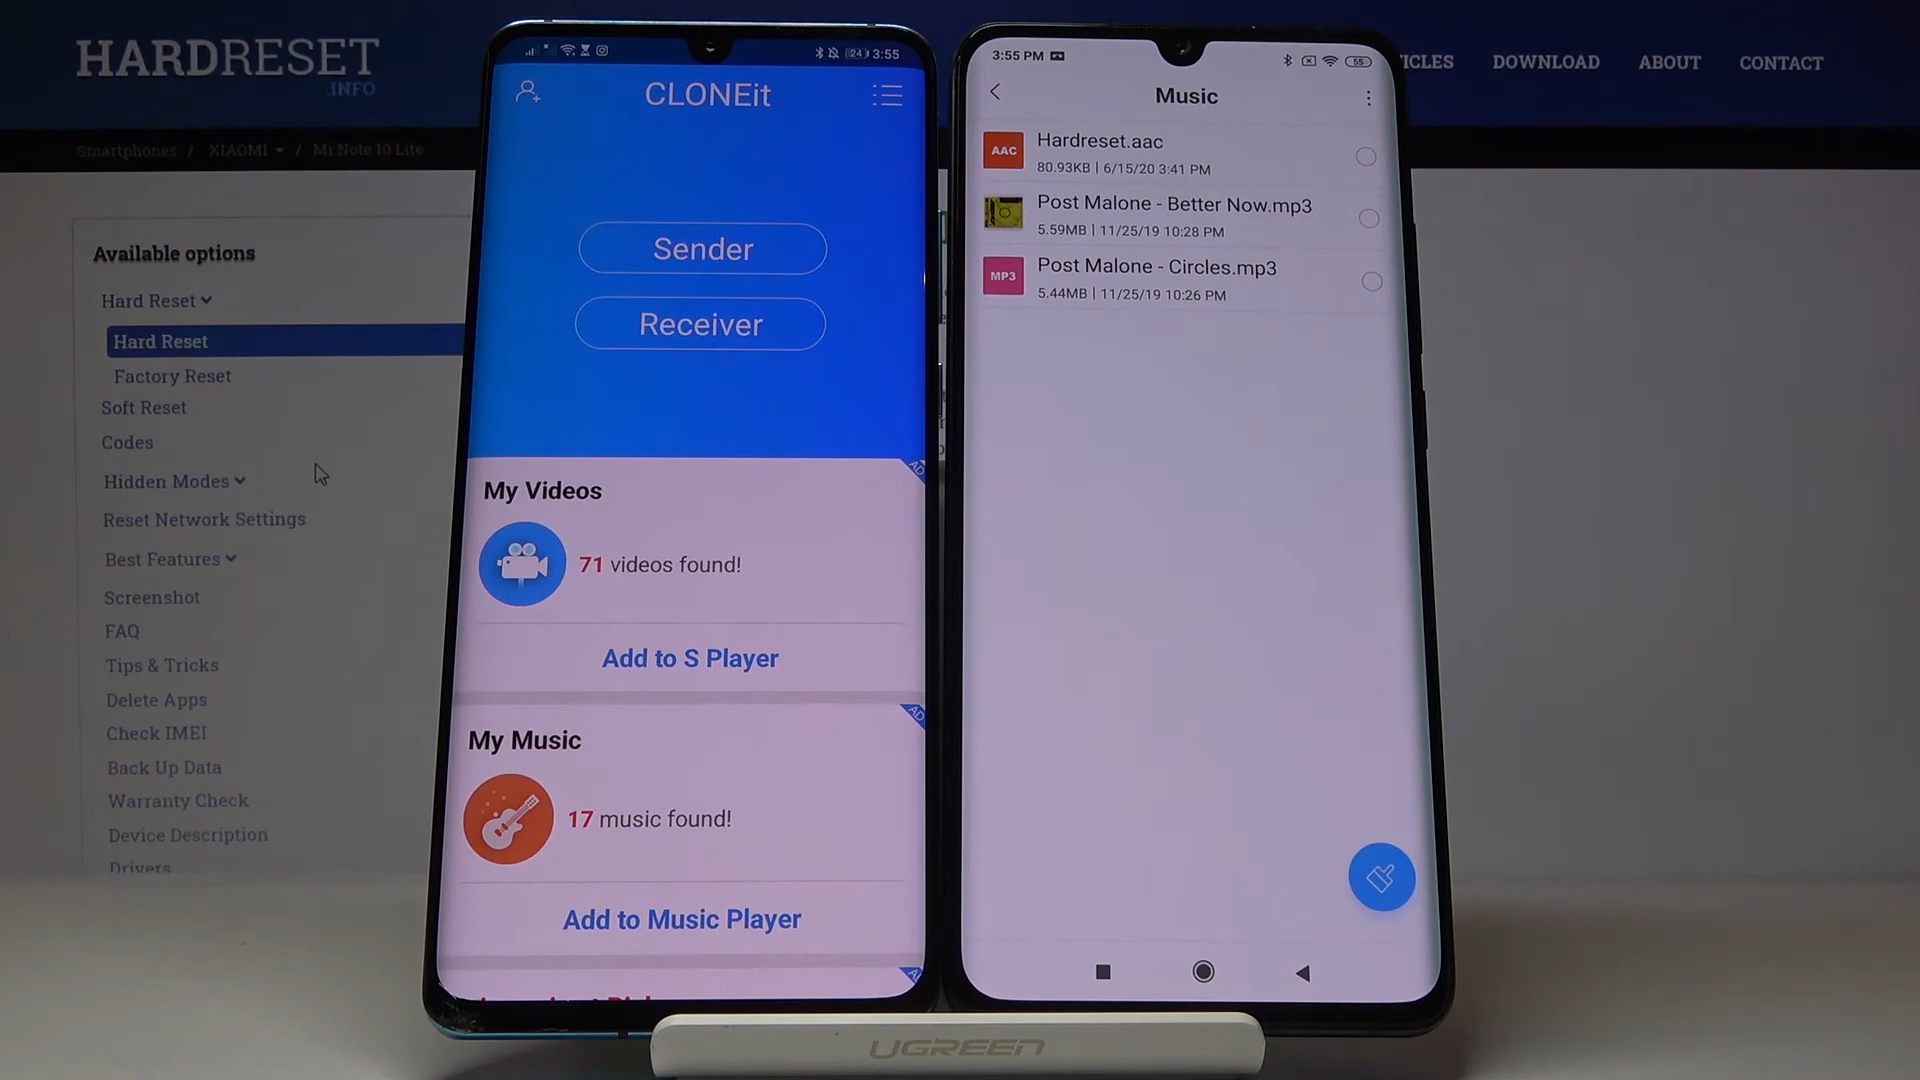 HARDRESET
.INFO
DOWNLOAD
ABOUT
CONTACT
Smartphones / XIAOMI / Mi Note 10 Lite
Available options
Hard Reset
Hard Reset
Factory Reset
Soft Reset
Codes
Hidden Modes
Reset Network Settings
Best Features
Screenshot
FAQ
Tips & Tricks
Delete Apps
Check IMEI
Back Up Data
Warranty Check
Device Description
Drivers
24 3:55
CLONEit
Sender
Receiver
AD
My Videos
71 videos found!
Add to S Player
AD
My Music
17 music found!
Add to Music Player
3:55 PM
55
Music
AAC
Hardreset.aac
80.93KB | 6/15/20 3:41 PM
Post Malone - Better Now.mp3
5.59MB | 11/25/19 10:28 PM
MP3
Post Malone - Circles.mp3
5.44MB | 11/25/19 10:26 PM
UGREEN